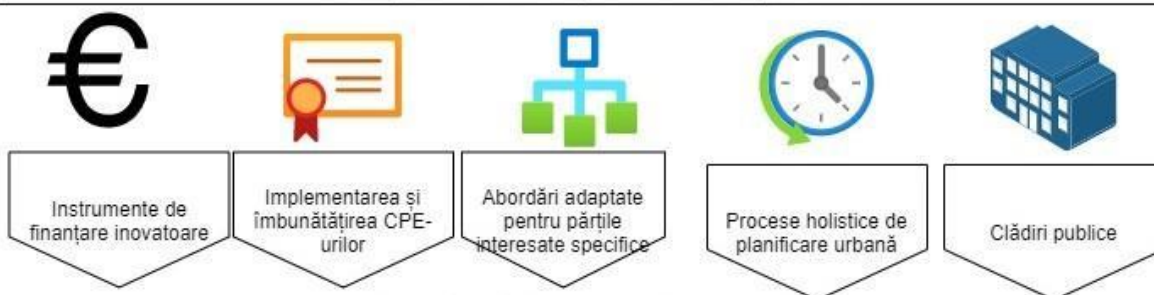 Instrumente de
finanțare inovatoare
Implementarea și
îmbunătățirea CPE-
urilor
Abordări adaptate
pentru părțile
interesate specifice
Procese holistice de
planificare urbană
Clădiri publice